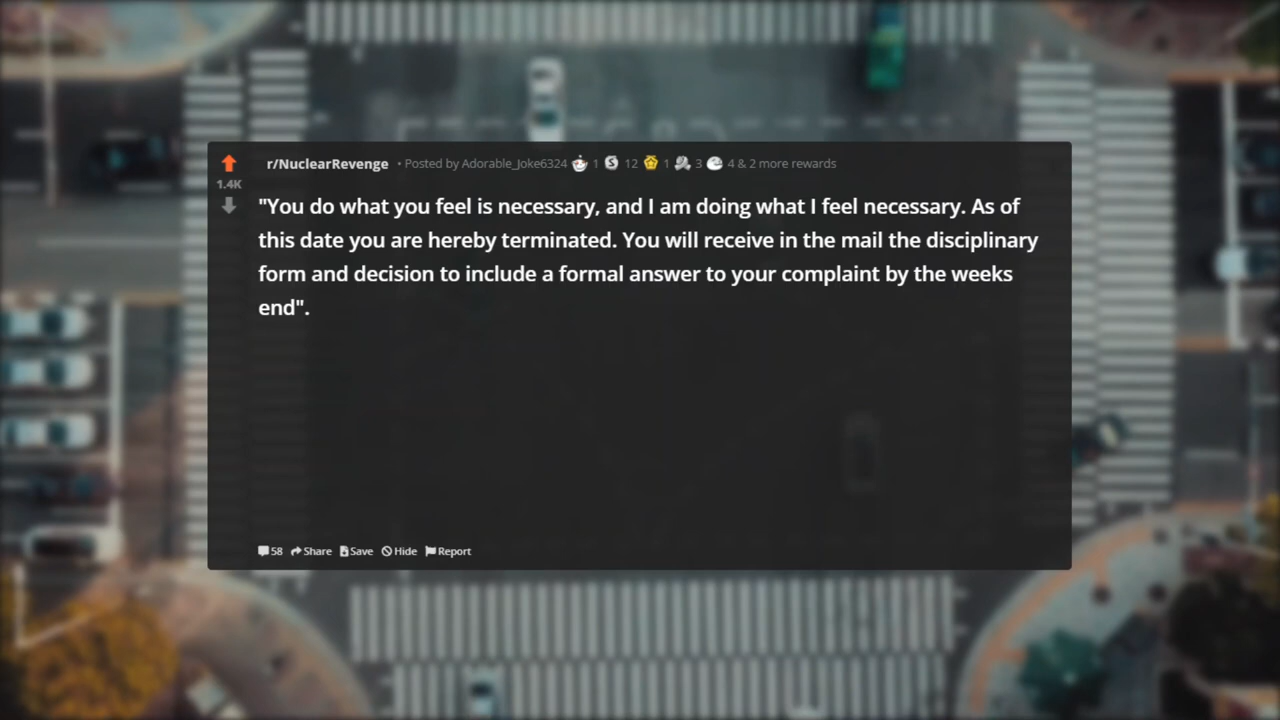 r/NuclearRevenge • Posted by Adorable_Joke6324 1 S 12 1 3 4 & 2 more rewards
1.4K
"You do what you feel is necessary, and I am doing what I feel necessary. As of
this date you are hereby terminated. You will receive in the mail the disciplinary
form and decision to include a formal answer to your complaint by the weeks
end".
58 Share Save Hide Report